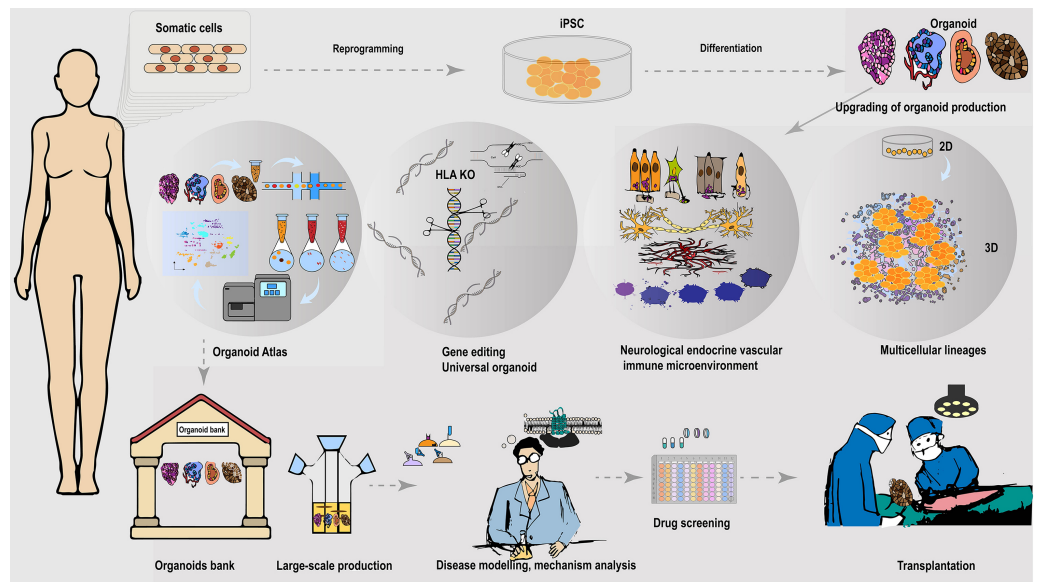 Somatic cells
Reprogramming
iPSC
Differentiation
Organoid
Upgrading of organoid production
HLA KO
2D
3D
Organoid Atlas
Gene editing
Universal organoid
Neurological endocrine vascular
immune microenvironment
Multicellular lineages
Organoid bank
Organoids bank
Large-scale production
Disease modelling, mechanism analysis
Drug screening
Transplantation